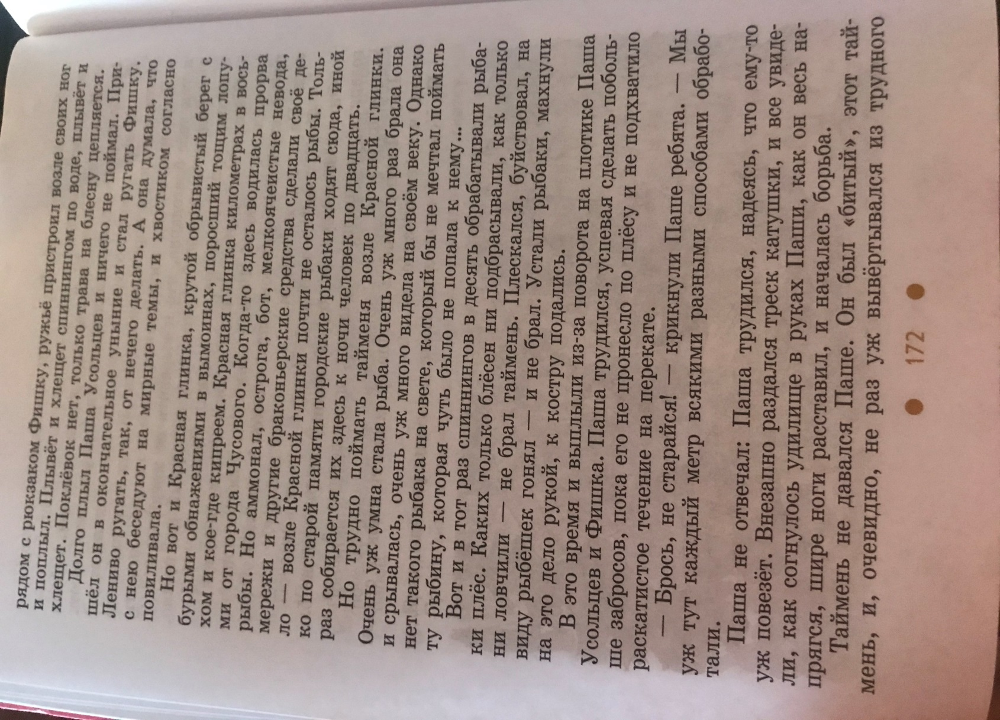 рядом с рюкзаком Фишку, ружьё пристроил возле своих ног
и поплыл. Плывёт и хлещет спиннингом по воде, плывёт и
хлещет. Поклёвок нет, только трава на блесну цепляется.
Долго плыл Паша Усольцев и ничего не поймал. При-
шёл он в окончательное уныние и стал ругать Фишку.
Лениво ругать, так, от нечего делать. А она думала, что
с нею беседуют на мирные темы, и хвостиком согласно
повиливала.
Но вот и Красная глинка, крутой обрывистый берег с
бурыми обнажениями в вымоинах, поросший тощим лопу-
хом и кое-где кипреем. Красная глинка километрах в вось-
ми от города Чусового. Когда-то здесь водилась прорва
рыбы. Но аммонал, острога, бот, мелкоячеистые невода,
мережи и другие браконьерские средства сделали своё де-
ло — возле Красной глинки почти не осталось рыбы. Толь-
ко по старой памяти городские рыбаки ходят сюда, иной
раз собирается их здесь к ночи человек по двадцать.
Но трудно поймать тайменя возле Красной глинки.
Очень уж умна стала рыба. Очень уж много раз брала она
и срывалась, очень уж много видела на своём веку. Однако
нет такого рыбака на свете, который бы не мечтал поймать
ту рыбину, которая чуть было не попала к нему...
Вот и в тот раз спиннингов в десять обрабатывали рыба-
ки плёс. Каких только блёсен ни подбрасывали, как только
ни ловчили — не брал таймень. Плескался, буйствовал, на
виду рыбёшек гонял — и не брал. Устали рыбаки, махнули
на это дело рукой, к костру подались.
В это время и выплыли из-за поворота на плотике Паша
Усольцев и Фишка. Паша трудился, успевая сделать поболь-
ше забросов, пока его не пронесло по плёсу и не подхватило
раскатистое течение на перекате.
— Брось, не старайся! — крикнули Паше ребята. — Мы
уж тут каждый метр всякими разными способами обрабо-
тали.
Паша не отвечал: Паша трудился, надеясь, что ему-то
уж повезёт. Внезапно раздался треск катушки, и все увиде-
ли, как согнулось удилище в руках Паши, как он весь на-
прягся, шире ноги расставил, и началась борьба.
Таймень не давался Паше. Он был «битый», этот тай-
мень, и, очевидно, не раз уж вывёртывался из трудного
● 172 ●